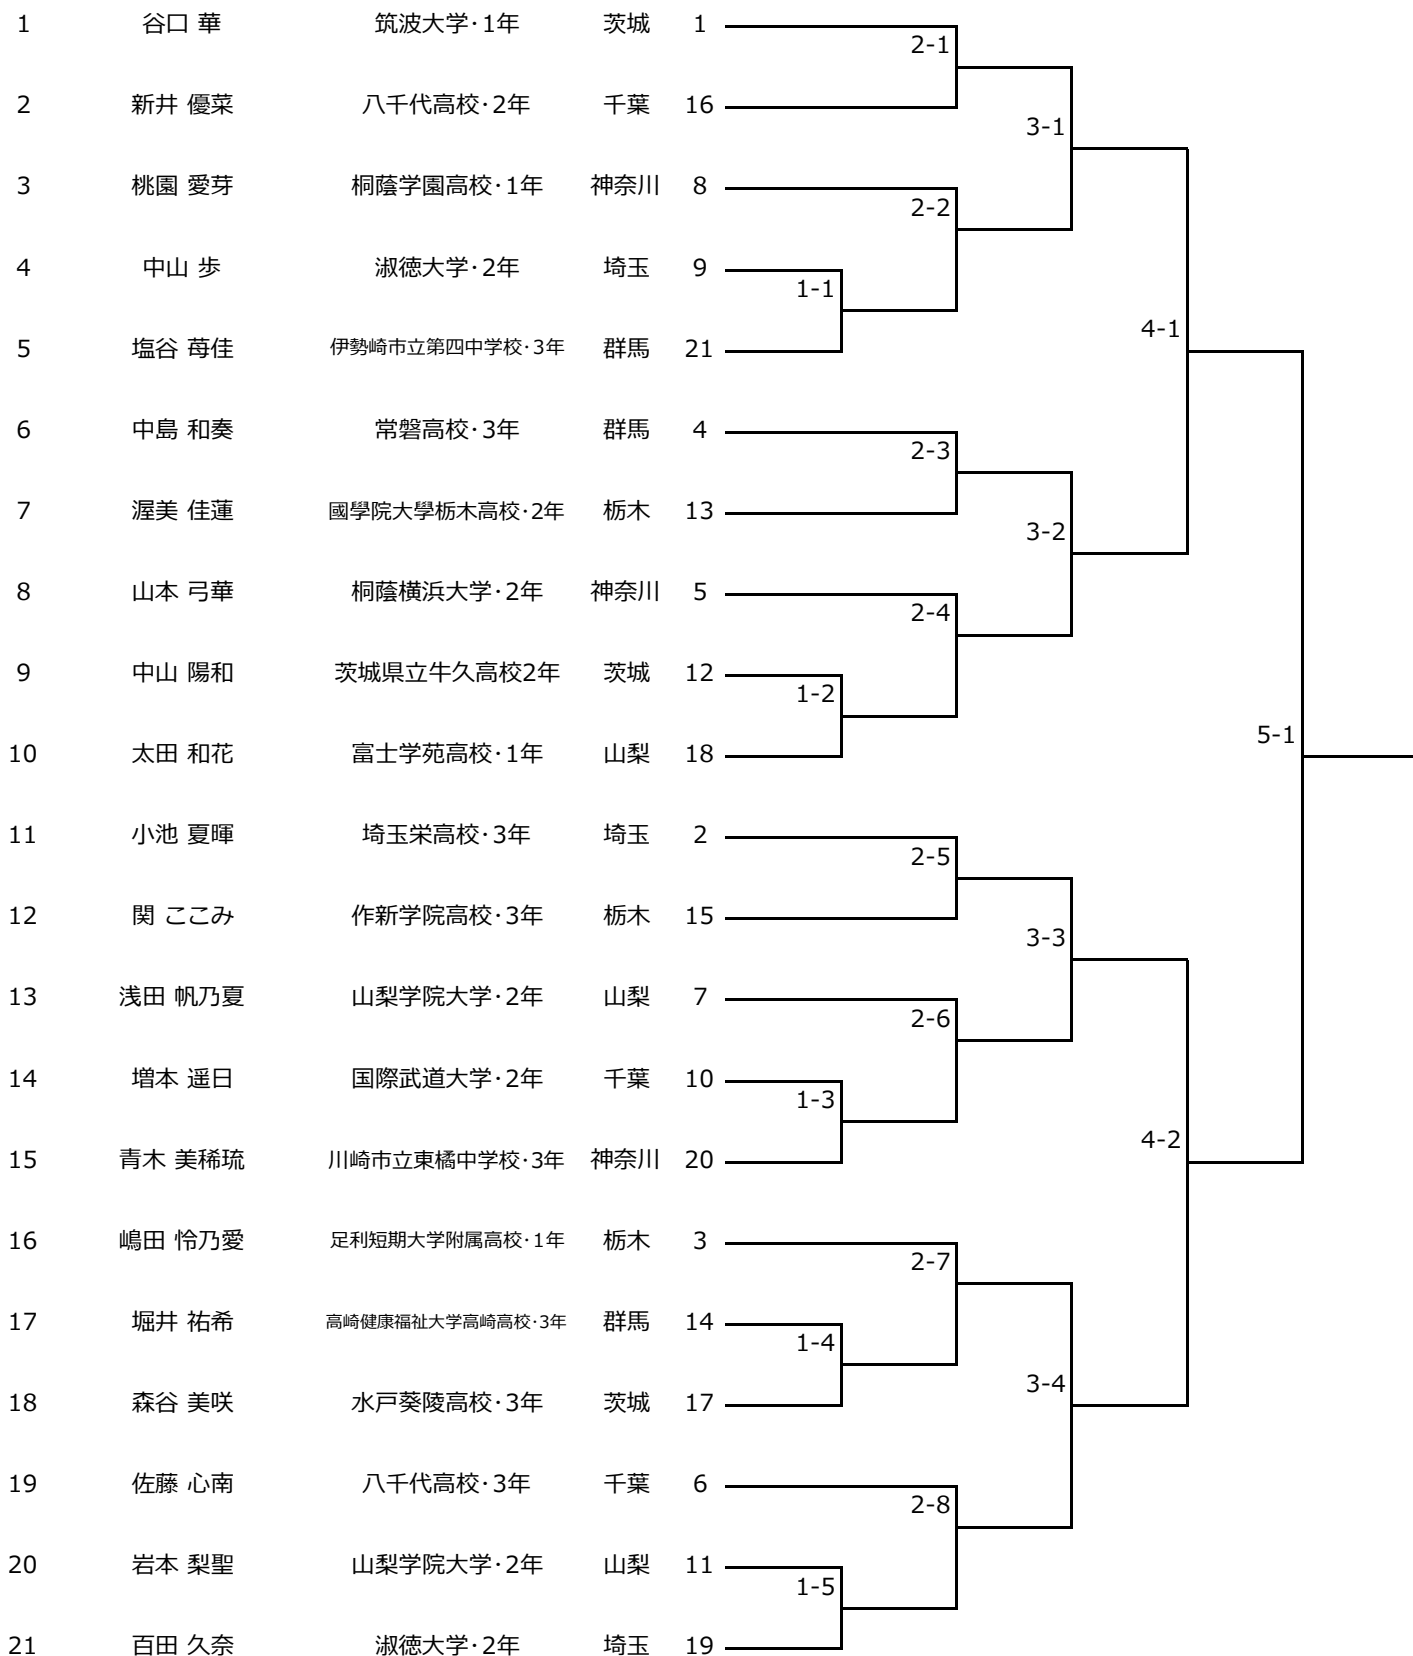 1 谷口 華 筑波大学・1年 茨城 1
2-1
2 新井 優菜 八千代高校・2年 千葉 16
3-1
3 桃園 愛芽 桐蔭学園高校・1年 神奈川 8
2-2
4 中山 歩 淑徳大学・2年 埼玉 9
1-1
4-1
5 塩谷 苺佳 伊勢崎市立第四中学校・3年 群馬 21
6 中島 和奏 常磐高校・3年 群馬 4
2-3
7 渥美 佳蓮 國學院大學栃木高校・2年 栃木 13
3-2
8 山本 弓華 桐蔭横浜大学・2年 神奈川 5
2-4
9 中山 陽和 茨城県立牛久高校2年 茨城 12
1-2
5-1
10 太田 和花 富士学苑高校・1年 山梨 18
11 小池 夏暉 埼玉栄高校・3年 埼玉 2
2-5
12 関 ここみ 作新学院高校・3年 栃木 15
3-3
13 浅田 帆乃夏 山梨学院大学・2年 山梨 7
2-6
14 増本 遥日 国際武道大学・2年 千葉 10
1-3
4-2
15 青木 美稀琉 川崎市立東橘中学校・3年 神奈川 20
16 嶋田 怜乃愛 足利短期大学附属高校・1年 栃木 3
2-7
17 堀井 祐希 高崎健康福祉大学高崎高校・3年 群馬 14
1-4
3-4
18 森谷 美咲 水戸葵陵高校・3年 茨城 17
19 佐藤 心南 八千代高校・3年 千葉 6
2-8
20 岩本 梨聖 山梨学院大学・2年 山梨 11
1-5
21 百田 久奈 淑徳大学・2年 埼玉 19